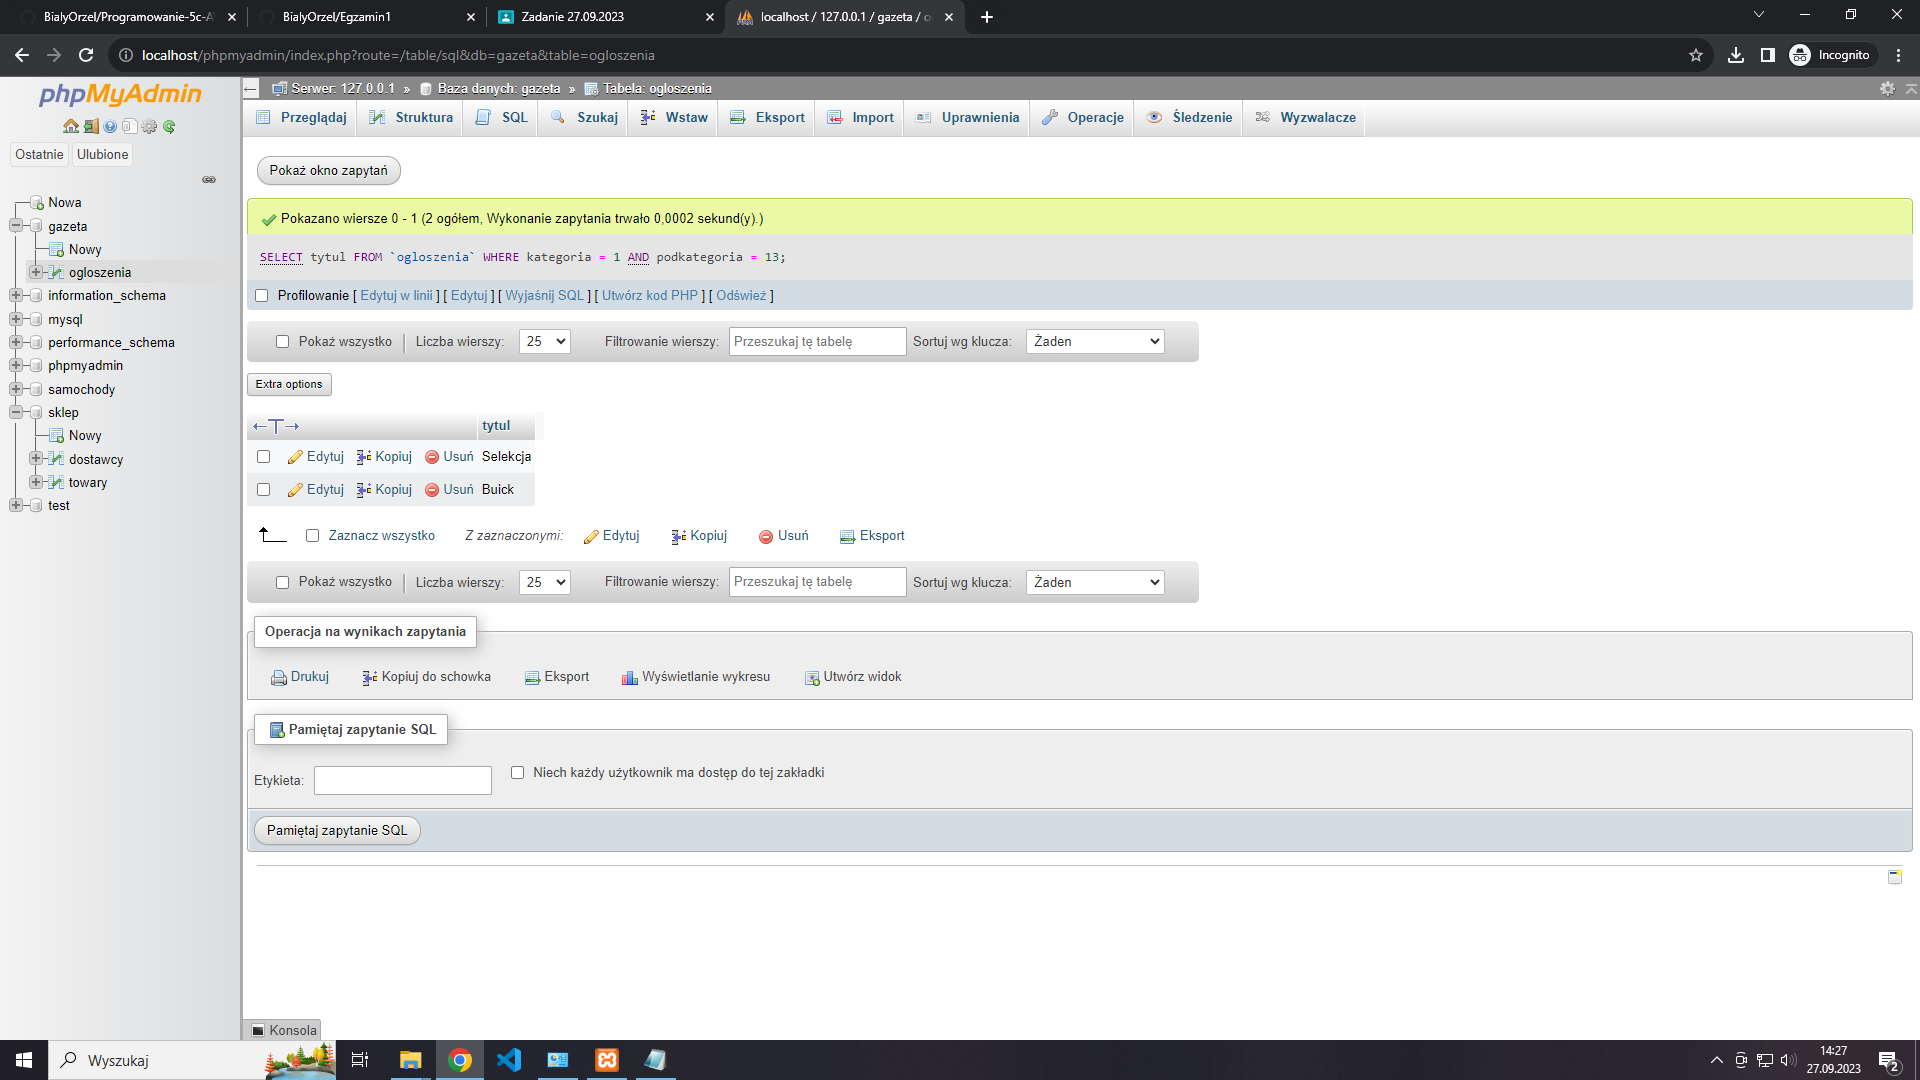 BialyOrzel/Programowanie-5c-A
BialyOrzel/Egzamin1
Zadanie 27.09.2023
localhost / 127.0.0.1 / gazeta / o
localhost/phpmyadmin/index.php?route=/table/sql&db=gazeta&table=ogloszenia
Incognito
phpMyAdmin
Ostatnie Ulubione
Nowa
gazeta
Nowy
ogloszenia
information_schema
mysql
performance_schema
phpmyadmin
samochody
sklep
Nowy
dostawcy
towary
test
Serwer: 127.0.0.1 » Baza danych: gazeta » Tabela: ogloszenia
Przeglądaj Struktura SQL Szukaj Wstaw Eksport Import Uprawnienia Operacje Śledzenie Wyzwalacze
Pokaż okno zapytań
Pokazano wiersze 0 - 1 (2 ogółem, Wykonanie zapytania trwało 0,0002 sekund(y).)
SELECT tytul FROM `ogloszenia` WHERE kategoria = 1 AND podkategoria = 13;
Profilowanie [ Edytuj w linii ] [ Edytuj ] [ Wyjaśnij SQL ] [ Utwórz kod PHP ] [ Odśwież ]
Pokaż wszystko Liczba wierszy: 25 Filtrowanie wierszy: Przeszukaj tę tabelę Sortuj wg klucza: Żaden
Extra options
←T→ tytul
Edytuj Kopiuj Usuń Selekcja
Edytuj Kopiuj Usuń Buick
Zaznacz wszystko Z zaznaczonymi: Edytuj Kopiuj Usuń Eksport
Pokaż wszystko Liczba wierszy: 25 Filtrowanie wierszy: Przeszukaj tę tabelę Sortuj wg klucza: Żaden
Operacja na wynikach zapytania
Drukuj Kopiuj do schowka Eksport Wyświetlanie wykresu Utwórz widok
Pamiętaj zapytanie SQL
Etykieta: Niech każdy użytkownik ma dostęp do tej zakładki
Pamiętaj zapytanie SQL
Konsola
Wyszukaj
14:27
27.09.2023
2